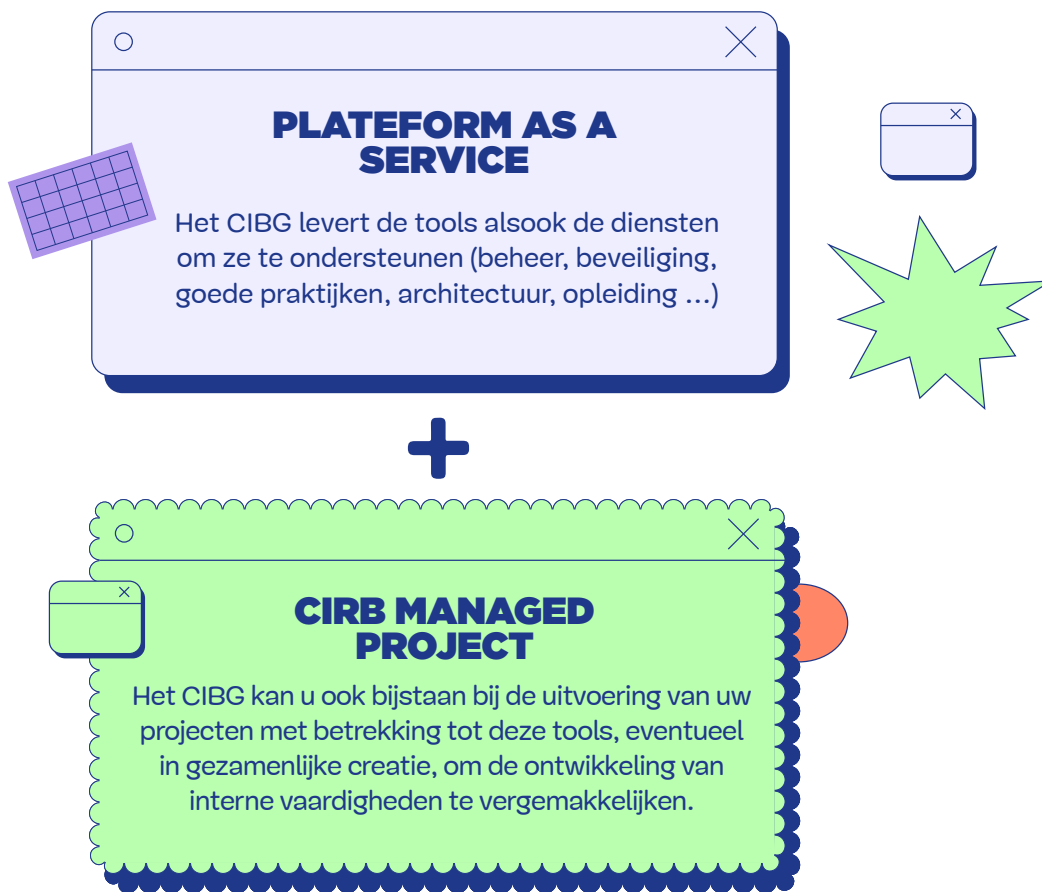 PLATEFORM AS A
SERVICE
Het CIBG levert de tools alsook de diensten
om ze te ondersteunen (beheer, beveiliging,
goede praktijken, architectuur, opleiding ...)
CIRB MANAGED
PROJECT
Het CIBG kan u ook bijstaan bij de uitvoering van uw
projecten met betrekking tot deze tools, eventueel
in gezamenlijke creatie, om de ontwikkeling van
interne vaardigheden te vergemakkelijken.